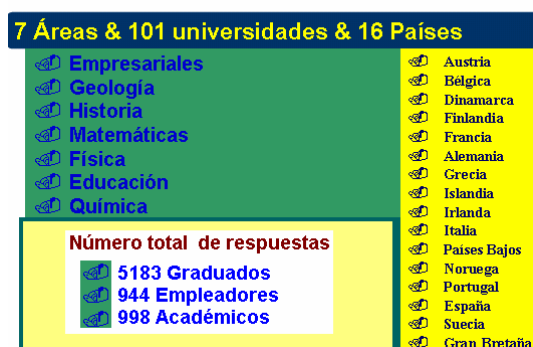 7 Áreas & 101 universidades & 16 Países
Empresariales
Geología
Historia
Matemáticas
Física
Educación
Química
Número total de respuestas
5183 Graduados
944 Empleadores
998 Académicos
Austria
Bélgica
Dinamarca
Finlandia
Francia
Alemania
Grecia
Islandia
Irlanda
Italia
Países Bajos
Noruega
Portugal
España
Suecia
Gran Bretaña